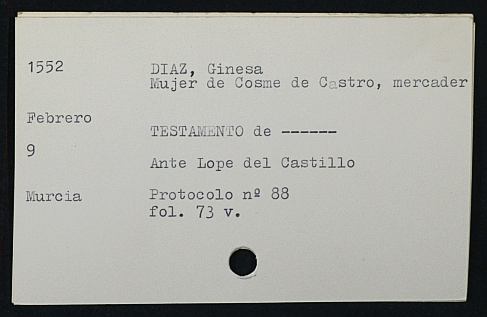 1552
DIAZ, Ginesa
Mujer de Cosme de Castro, mercader
Febrero
TESTAMENTO de ------
9
Ante Lope del Castillo
Murcia
Protocolo nº 88
fol. 73 v.